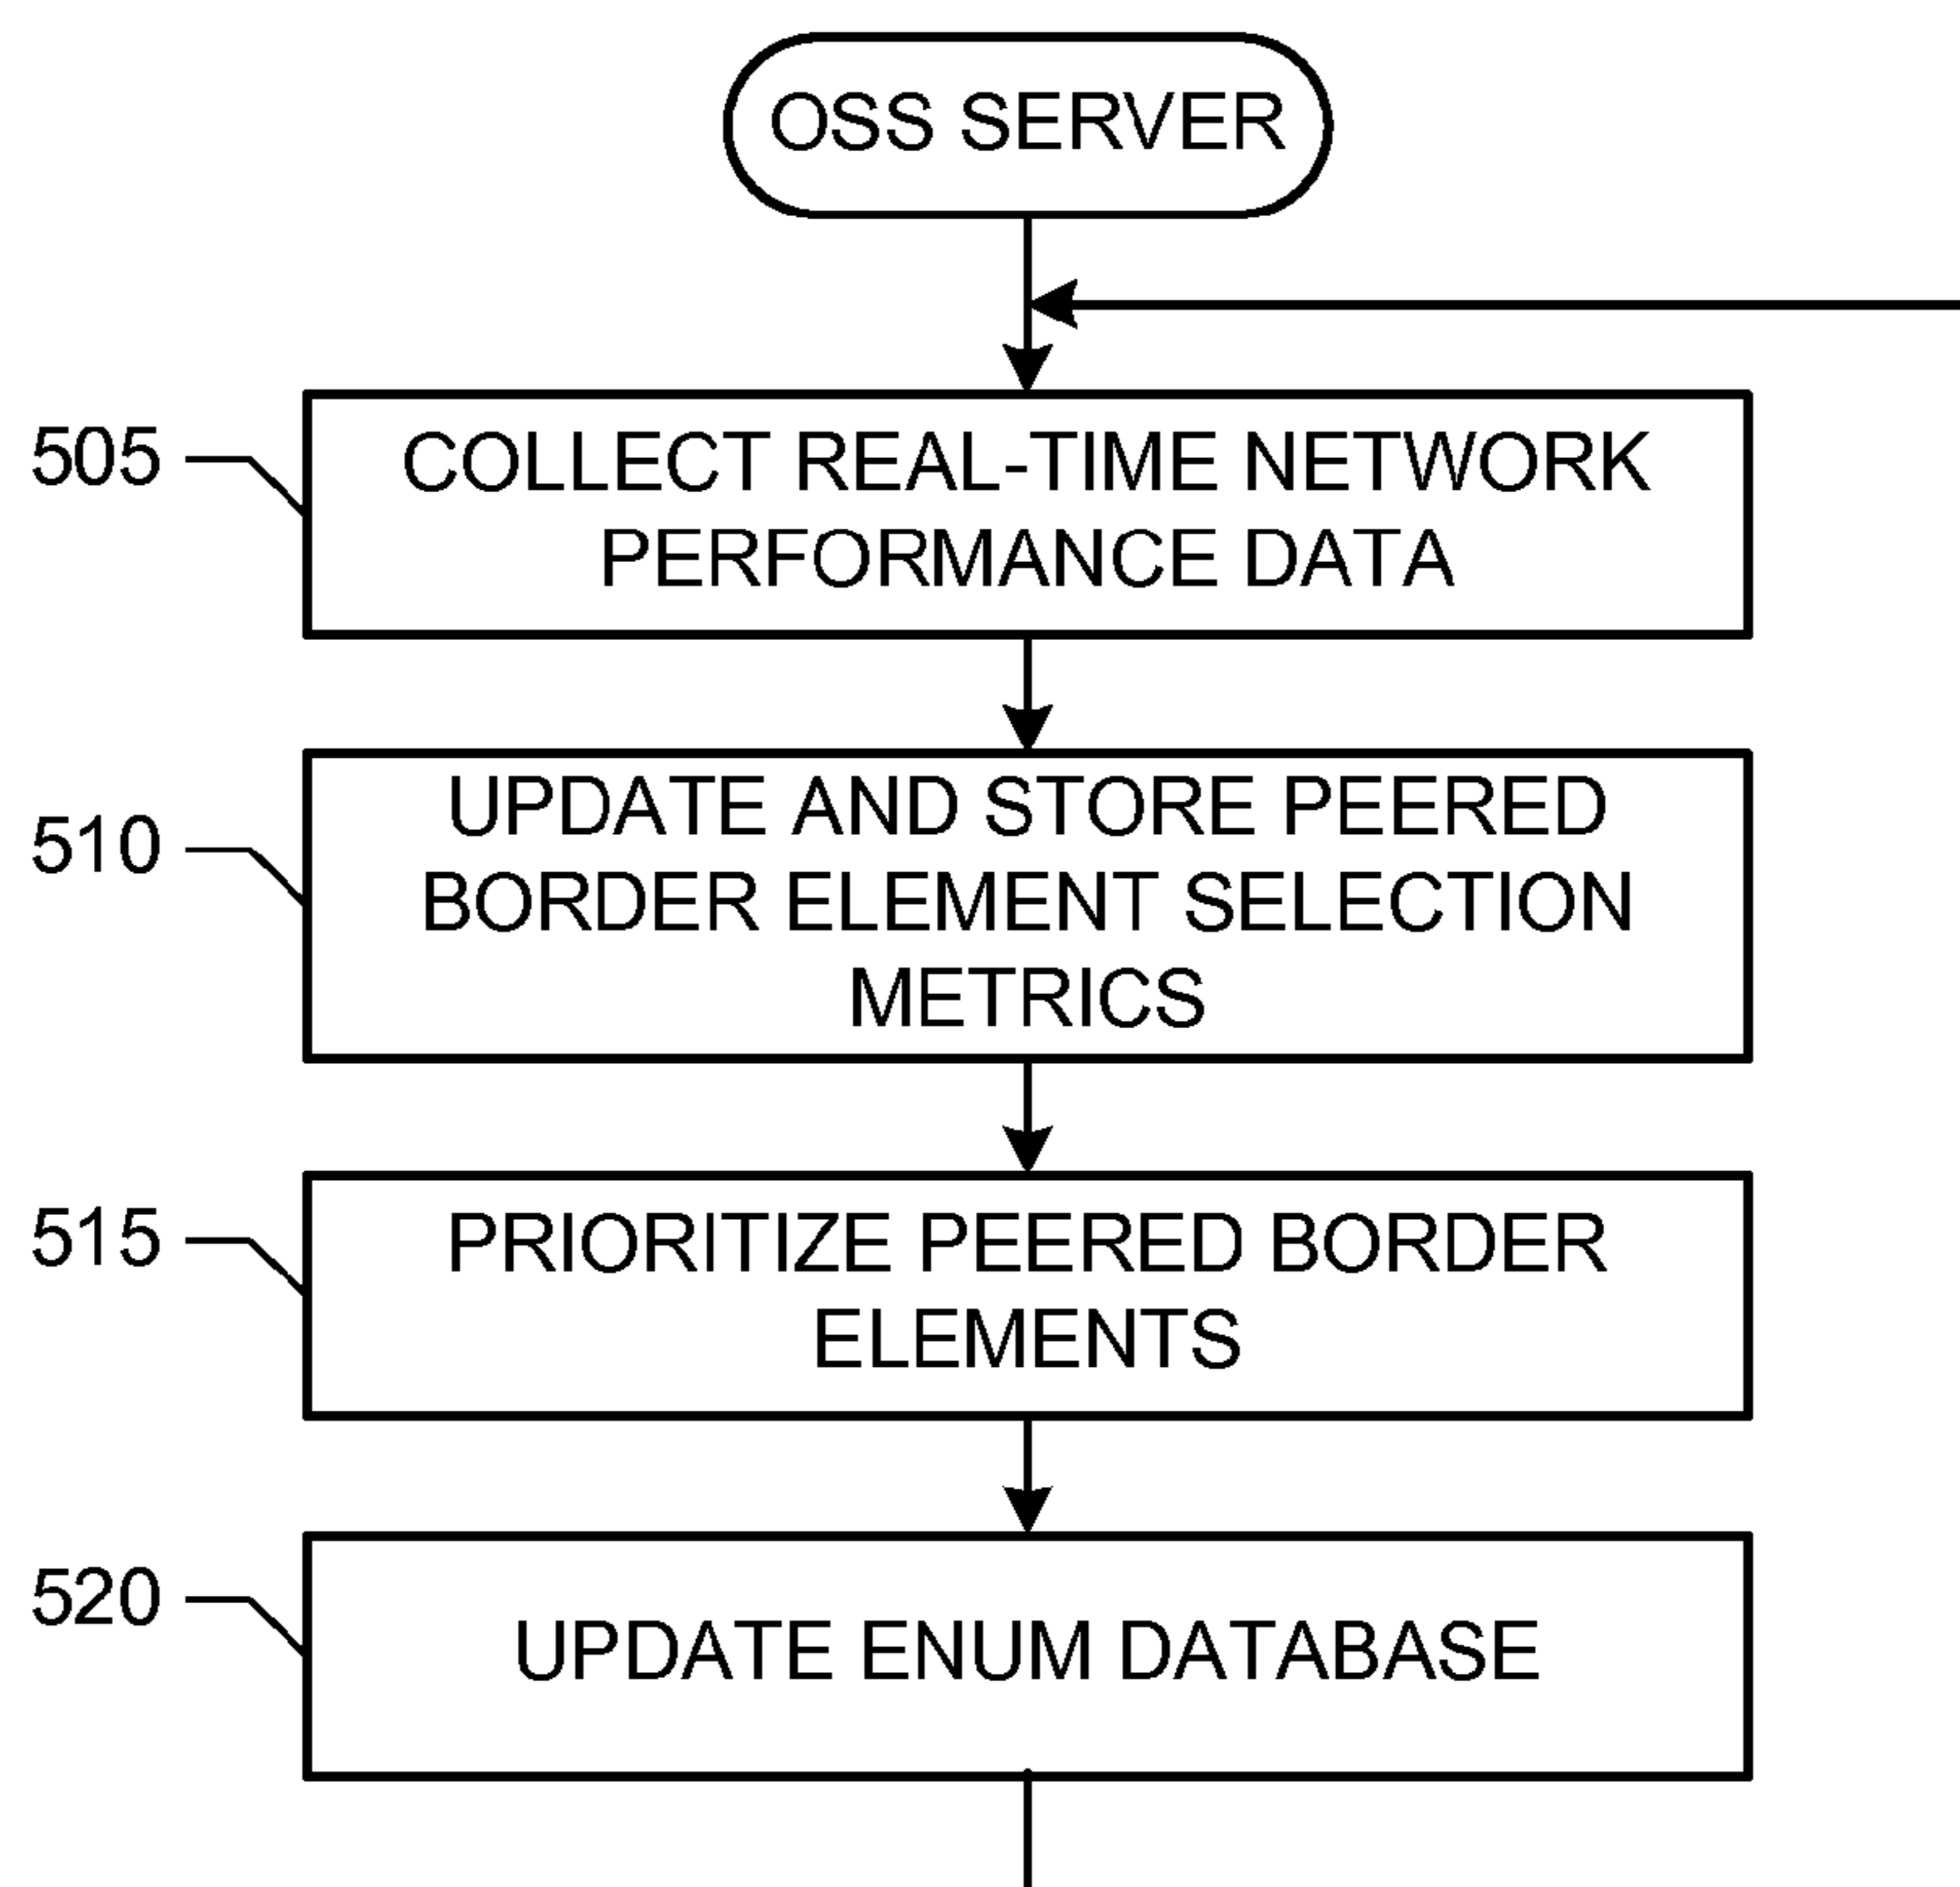 OSS SERVER
505
COLLECT REAL-TIME NETWORK
PERFORMANCE DATA
510
UPDATE AND STORE PEERED
BORDER ELEMENT SELECTION
METRICS
515
PRIORITIZE PEERED BORDER
ELEMENTS
520
UPDATE ENUM DATABASE